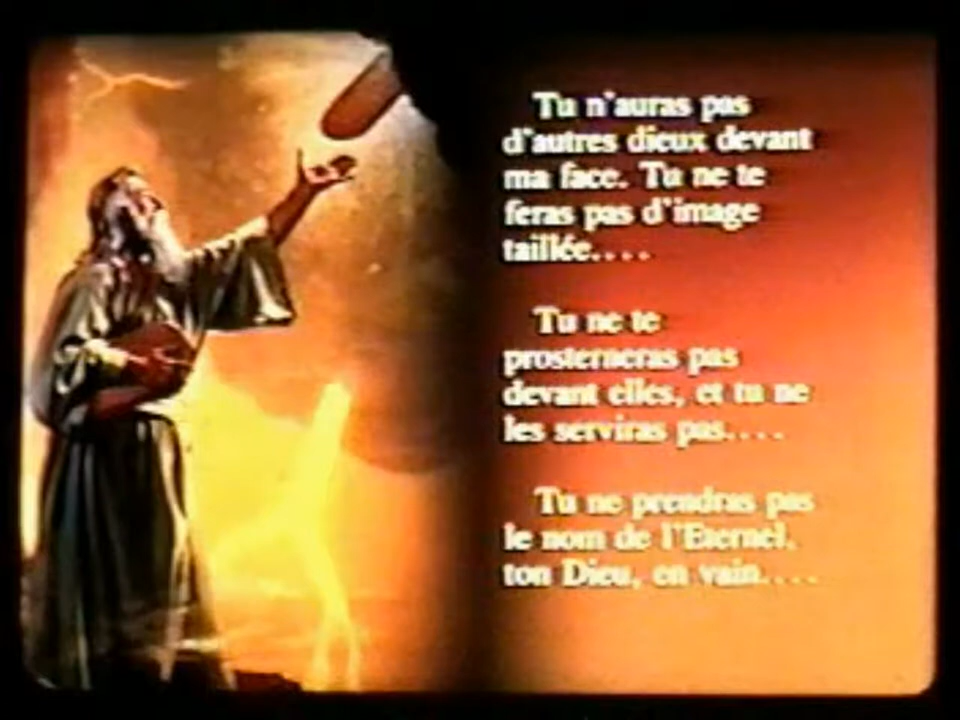 Tu n'auras pas
d'autres dieux devant
ma face. Tu ne te
feras pas d'image
taillée....
Tu ne te
prosterneras pas
devant elles, et tu ne
les serviras pas....
Tu ne prendras pas
le nom de l'Eternel,
ton Dieu, en vain....